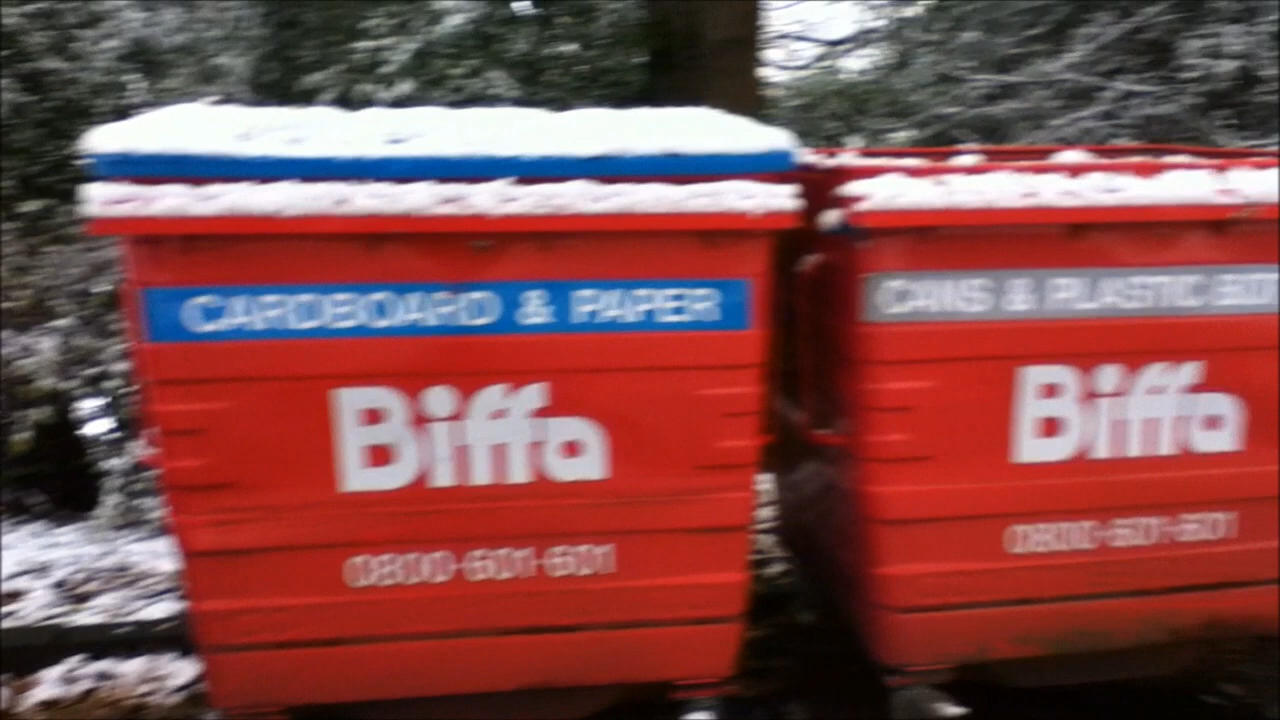 CARDBOARD & PAPER
Biffa
0800-601-601
CANS & PLASTIC
Biffa
0800-601-601